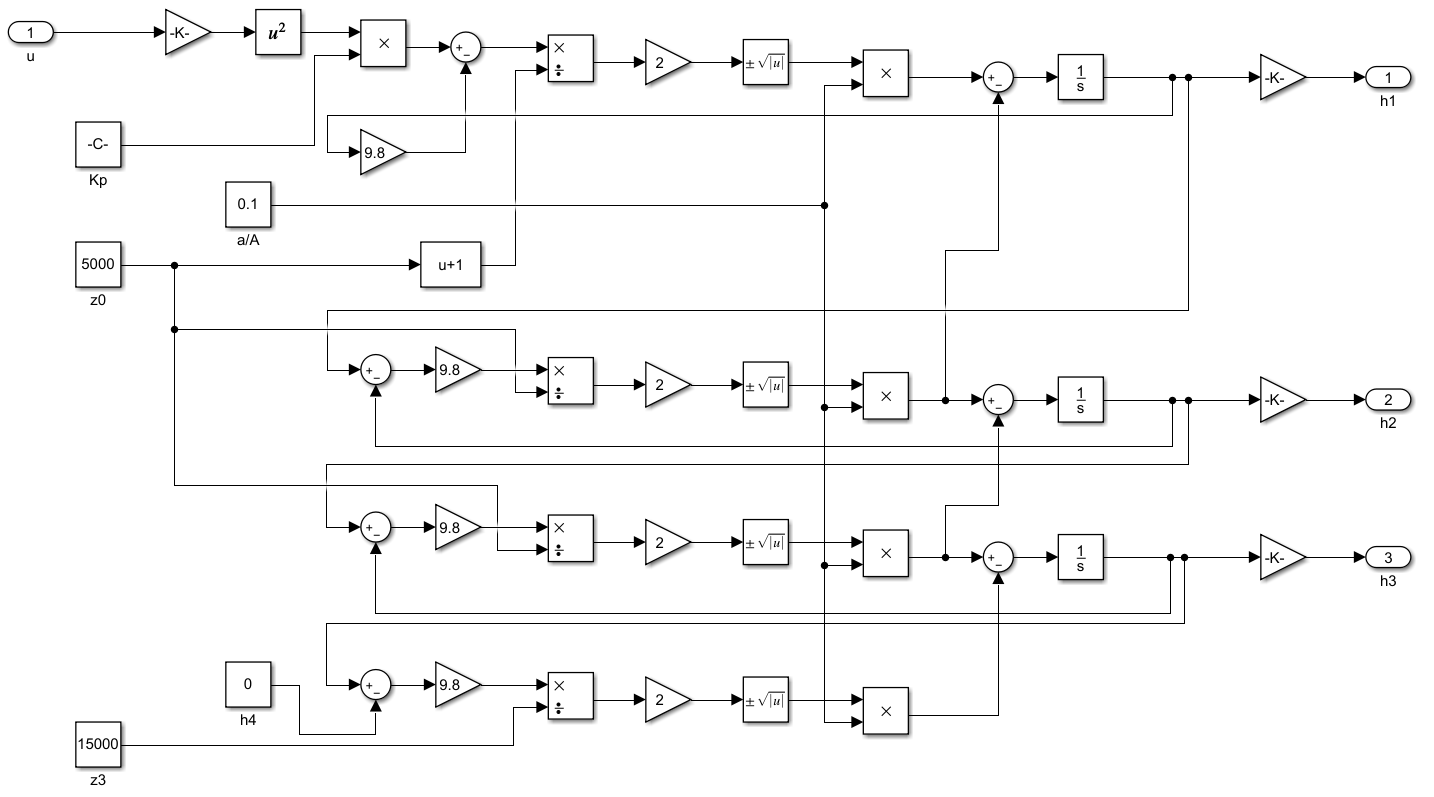 1
u
-K-
u²
×
+
−
×
÷
2
± √|u|
×
+
−
1
s
-K-
1
h1
-C-
Kp
9.8
0.1
a/A
5000
z0
u+1
+
−
9.8
×
÷
2
± √|u|
×
+
−
1
s
-K-
2
h2
+
−
9.8
×
÷
2
± √|u|
×
+
−
1
s
-K-
3
h3
0
h4
+
−
9.8
×
÷
2
± √|u|
×
15000
z3